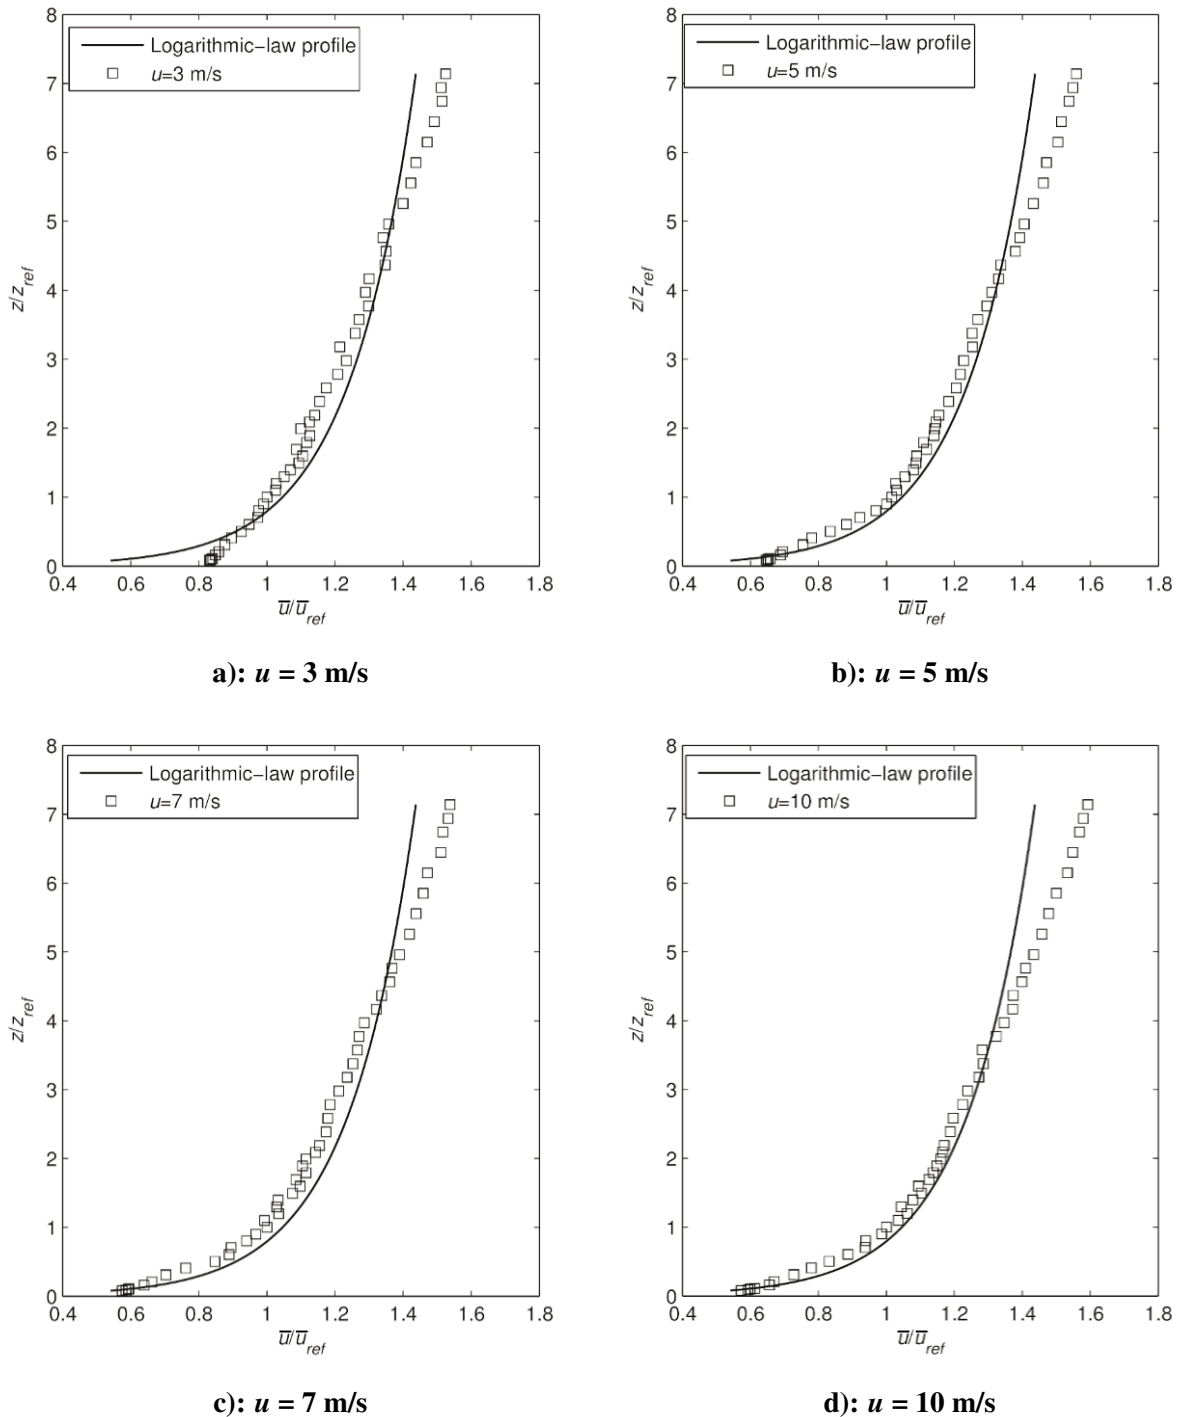 8
7
6
5
4
3
2
1
0
z/z_ref
Logarithmic−law profile
u=3 m/s
0.4 0.6 0.8 1 1.2 1.4 1.6 1.8
u̅/u̅_ref
a): u = 3 m/s
8
7
6
5
4
3
2
1
0
z/z_ref
Logarithmic−law profile
u=5 m/s
0.4 0.6 0.8 1 1.2 1.4 1.6 1.8
u̅/u̅_ref
b): u = 5 m/s
8
7
6
5
4
3
2
1
0
z/z_ref
Logarithmic−law profile
u=7 m/s
0.4 0.6 0.8 1 1.2 1.4 1.6 1.8
u̅/u̅_ref
c): u = 7 m/s
8
7
6
5
4
3
2
1
0
z/z_ref
Logarithmic−law profile
u=10 m/s
0.4 0.6 0.8 1 1.2 1.4 1.6 1.8
u̅/u̅_ref
d): u = 10 m/s